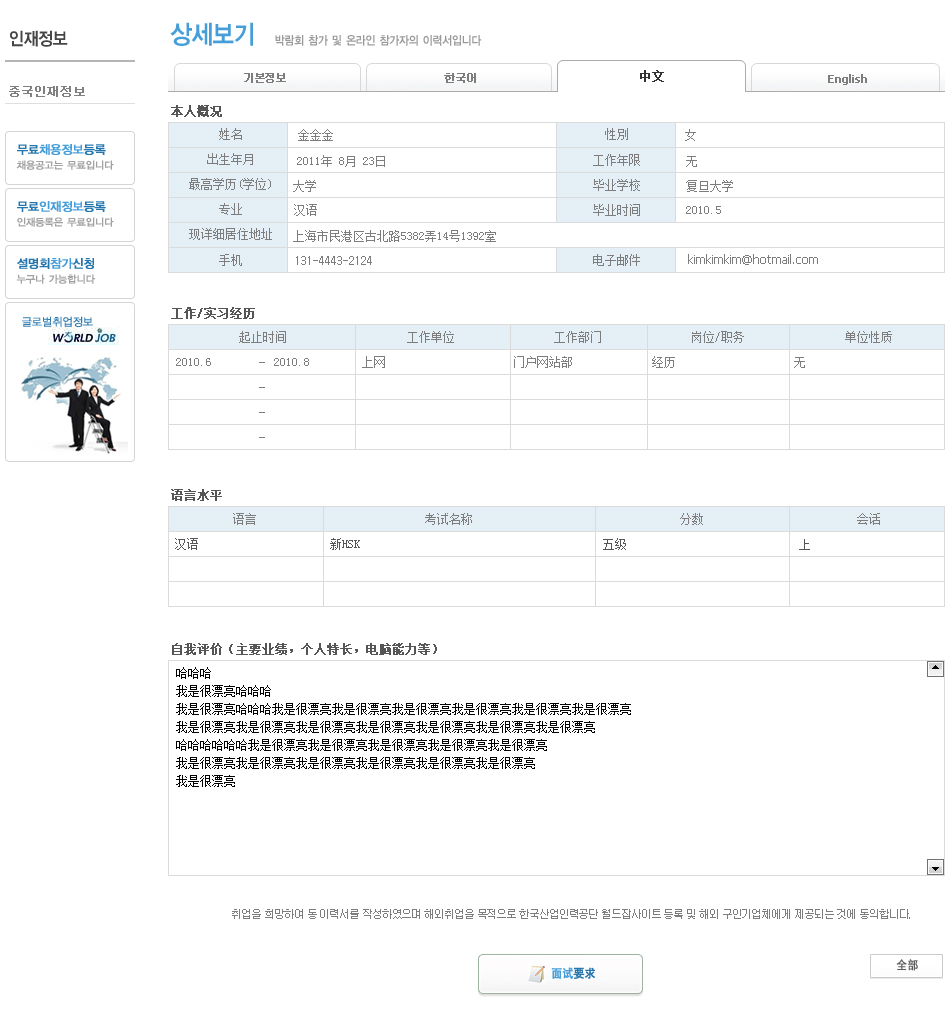 인재정보
중국인재정보
무료채용정보등록
채용공고는 무료입니다
무료인재정보등록
인재등록은 무료입니다
설명회참가신청
누구나 가능합니다
글로벌취업정보
WORLD JOB
상세보기 박람회 참가 및 온라인 참가자의 이력서입니다
기본정보 한국어 中文 English
本人概况
姓名 金金金 性別 女
出生年月 2011年 8月 23日 工作年限 无
最高学历(学位) 大学 毕业学校 复旦大学
专业 汉语 毕业时间 2010.5
现详细居住地址 上海市民港区古北路5382弄14号1392室
手机 131-4443-2124 电子邮件 kimkimkim@hotmail.com
工作/实习经历
起止时间 工作单位 工作部门 岗位/职务 单位性质
2010.6 - 2010.8 上网 门户网站部 经历 无
-
-
-
语言水平
语言 考试名称 分数 会话
汉语 新HSK 五级 上
自我评价（主要业绩，个人特长，电脑能力等）
哈哈哈
我是很漂亮哈哈哈
我是很漂亮哈哈哈我是很漂亮我是很漂亮我是很漂亮我是很漂亮我是很漂亮我是很漂亮
我是很漂亮我是很漂亮我是很漂亮我是很漂亮我是很漂亮我是很漂亮我是很漂亮
哈哈哈哈哈哈我是很漂亮我是很漂亮我是很漂亮我是很漂亮我是很漂亮
我是很漂亮我是很漂亮我是很漂亮我是很漂亮我是很漂亮我是很漂亮
我是很漂亮
취업을 희망하여 동 이력서를 작성하였으며 해외취업을 목적으로 한국산업인력공단 월드잡사이트 등록 및 해외 구인기업체에게 제공되는 것에 동의합니다.
面试要求
全部